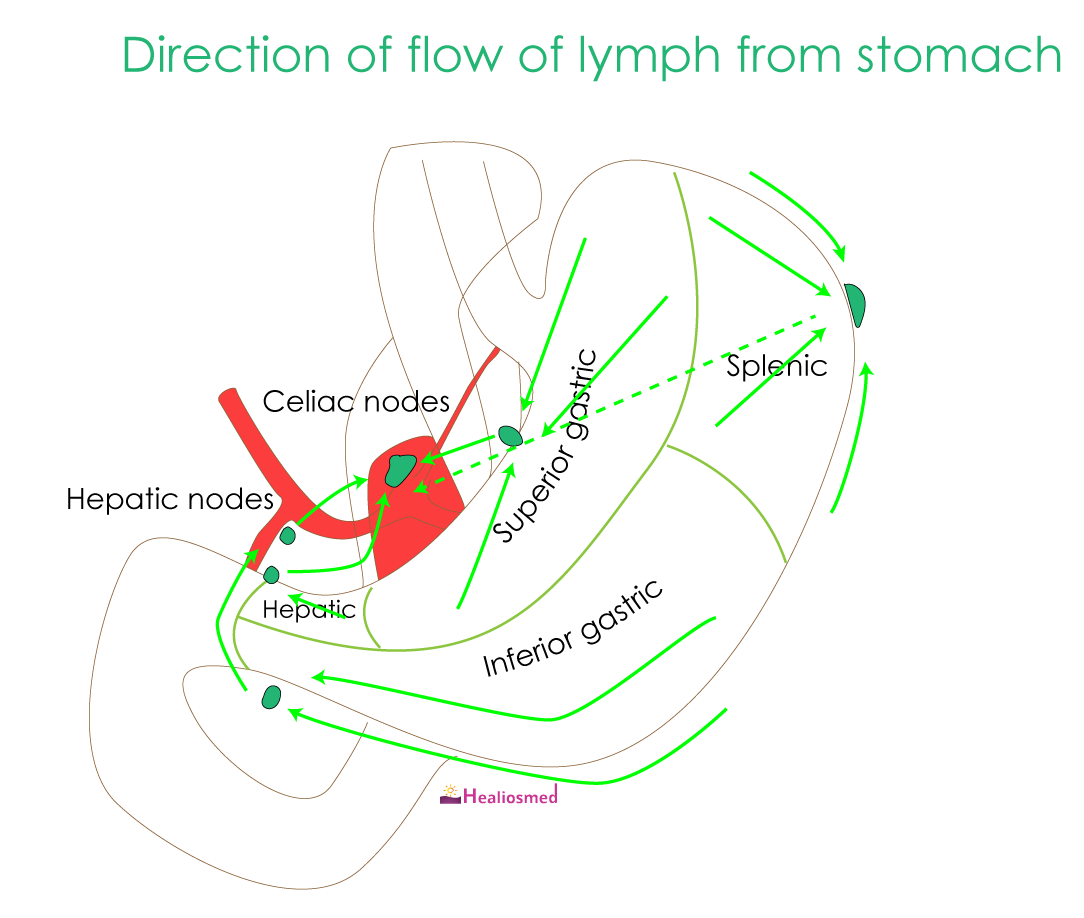 Direction of flow of lymph from stomach
Splenic
Superior gastric
Celiac nodes
Hepatic nodes
Hepatic
Inferior gastric
Healiosmed